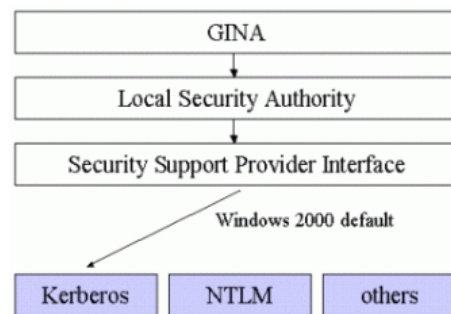 GINA
Local Security Authority
Security Support Provider Interface
Windows 2000 default
Kerberos
NTLM
others